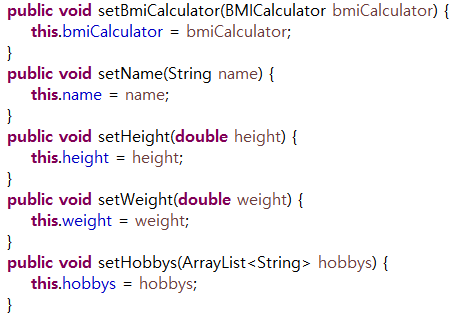 public void setBmiCalculator(BMICalculator bmiCalculator) {
this.bmiCalculator = bmiCalculator;
}
public void setName(String name) {
this.name = name;
}
public void setHeight(double height) {
this.height = height;
}
public void setWeight(double weight) {
this.weight = weight;
}
public void setHobbys(ArrayList<String> hobbys) {
this.hobbys = hobbys;
}